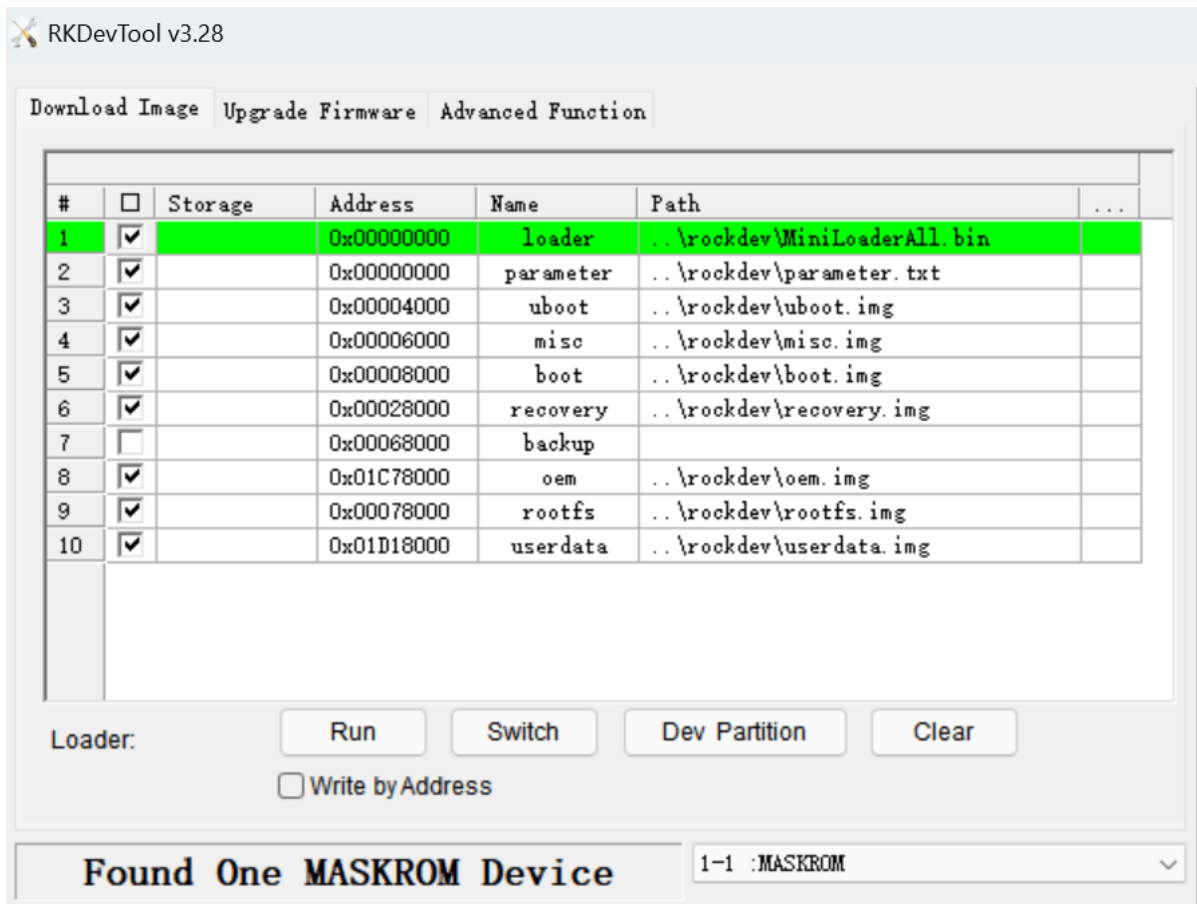 RKDevTool v3.28
Download Image Upgrade Firmware Advanced Function
# Storage Address Name Path ...
1 0x00000000 loader ..\rockdev\MiniLoaderAll.bin
2 0x00000000 parameter ..\rockdev\parameter.txt
3 0x00004000 uboot ..\rockdev\uboot.img
4 0x00006000 misc ..\rockdev\misc.img
5 0x00008000 boot ..\rockdev\boot.img
6 0x00028000 recovery ..\rockdev\recovery.img
7 0x00068000 backup
8 0x01C78000 oem ..\rockdev\oem.img
9 0x00078000 rootfs ..\rockdev\rootfs.img
10 0x01D18000 userdata ..\rockdev\userdata.img
Loader: Run Switch Dev Partition Clear
Write by Address
Found One MASKROM Device 1-1 :MASKROM